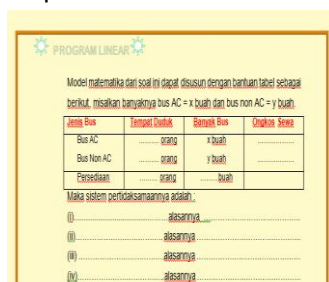 PROGRAM LINEAR
Model matematika dari soal ini dapat disusun dengan bantuan tabel sebagai
berikut, misalkan banyaknya bus AC = x buah dan bus non AC = y buah.
Jenis Bus Tempat Duduk Banyak Bus Ongkos Sewa
Bus AC ............ orang x buah ....................
Bus Non AC ............ orang y buah ....................
Persediaan ............ orang .........buah
Maka sistem pertidaksamaannya adalah :
(i)........................................alasannya........................................
(ii)........................................alasannya........................................
(iii)........................................alasannya........................................
(iv)........................................alasannya........................................